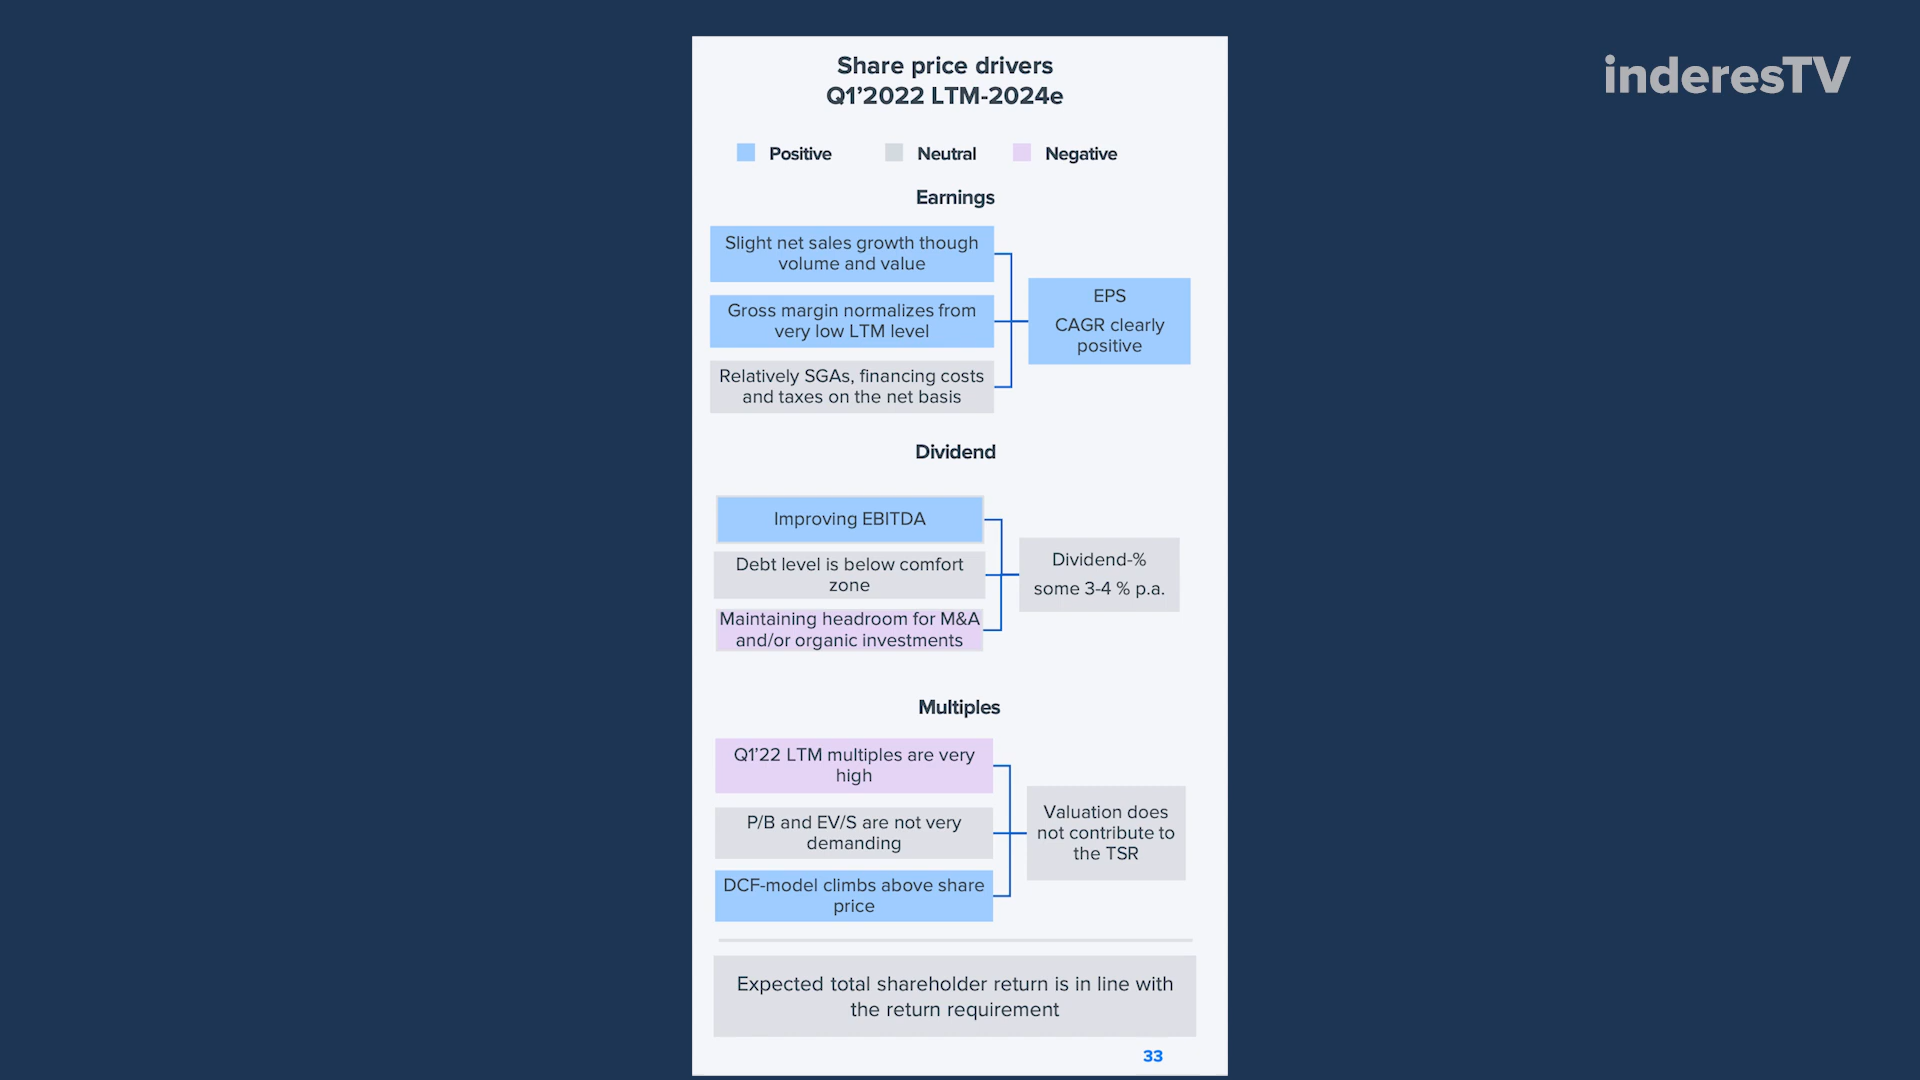 inderesTV
Share price drivers
Q1’2022 LTM-2024e
Positive
Neutral
Negative
Earnings
Slight net sales growth though
volume and value
Gross margin normalizes from
very low LTM level
Relatively SGAs, financing costs
and taxes on the net basis
EPS
CAGR clearly
positive
Dividend
Improving EBITDA
Debt level is below comfort
zone
Maintaining headroom for M&A
and/or organic investments
Dividend-%
some 3-4 % p.a.
Multiples
Q1’22 LTM multiples are very
high
P/B and EV/S are not very
demanding
DCF-model climbs above share
price
Valuation does
not contribute to
the TSR
Expected total shareholder return is in line with
the return requirement
33